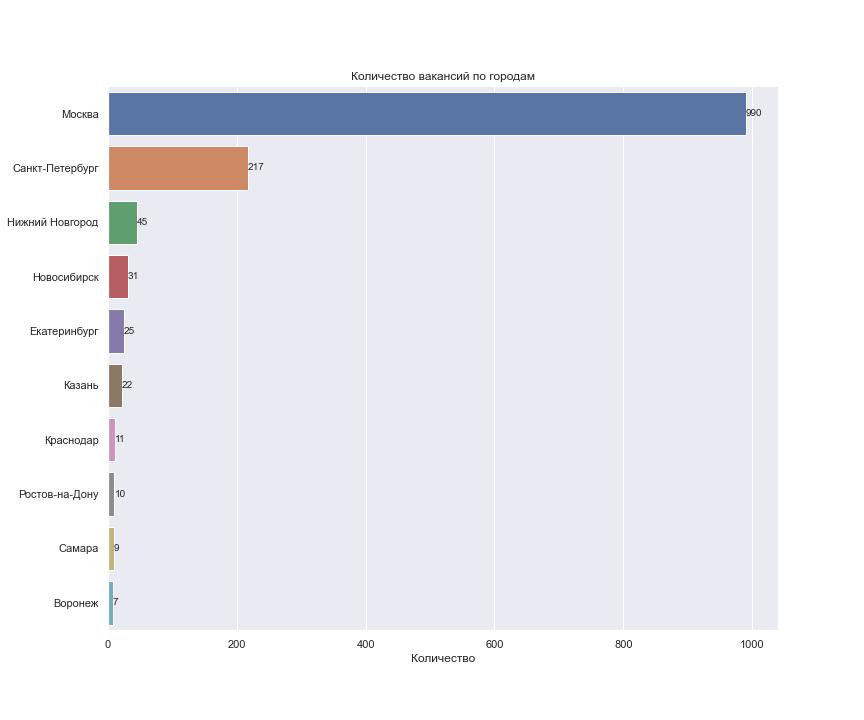 Количество вакансий по городам
Москва 990
Санкт-Петербург 217
Нижний Новгород 45
Новосибирск 31
Екатеринбург 25
Казань 22
Краснодар 11
Ростов-на-Дону 10
Самара 9
Воронеж 7
0 200 400 600 800 1000
Количество